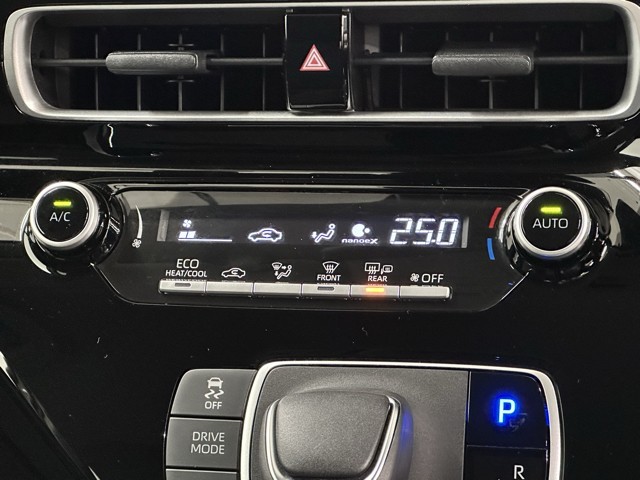 A/C
nanoeX
25.0
AUTO
ECO
HEAT/COOL
FRONT
REAR
OFF
OFF
P
DRIVE
MODE
R